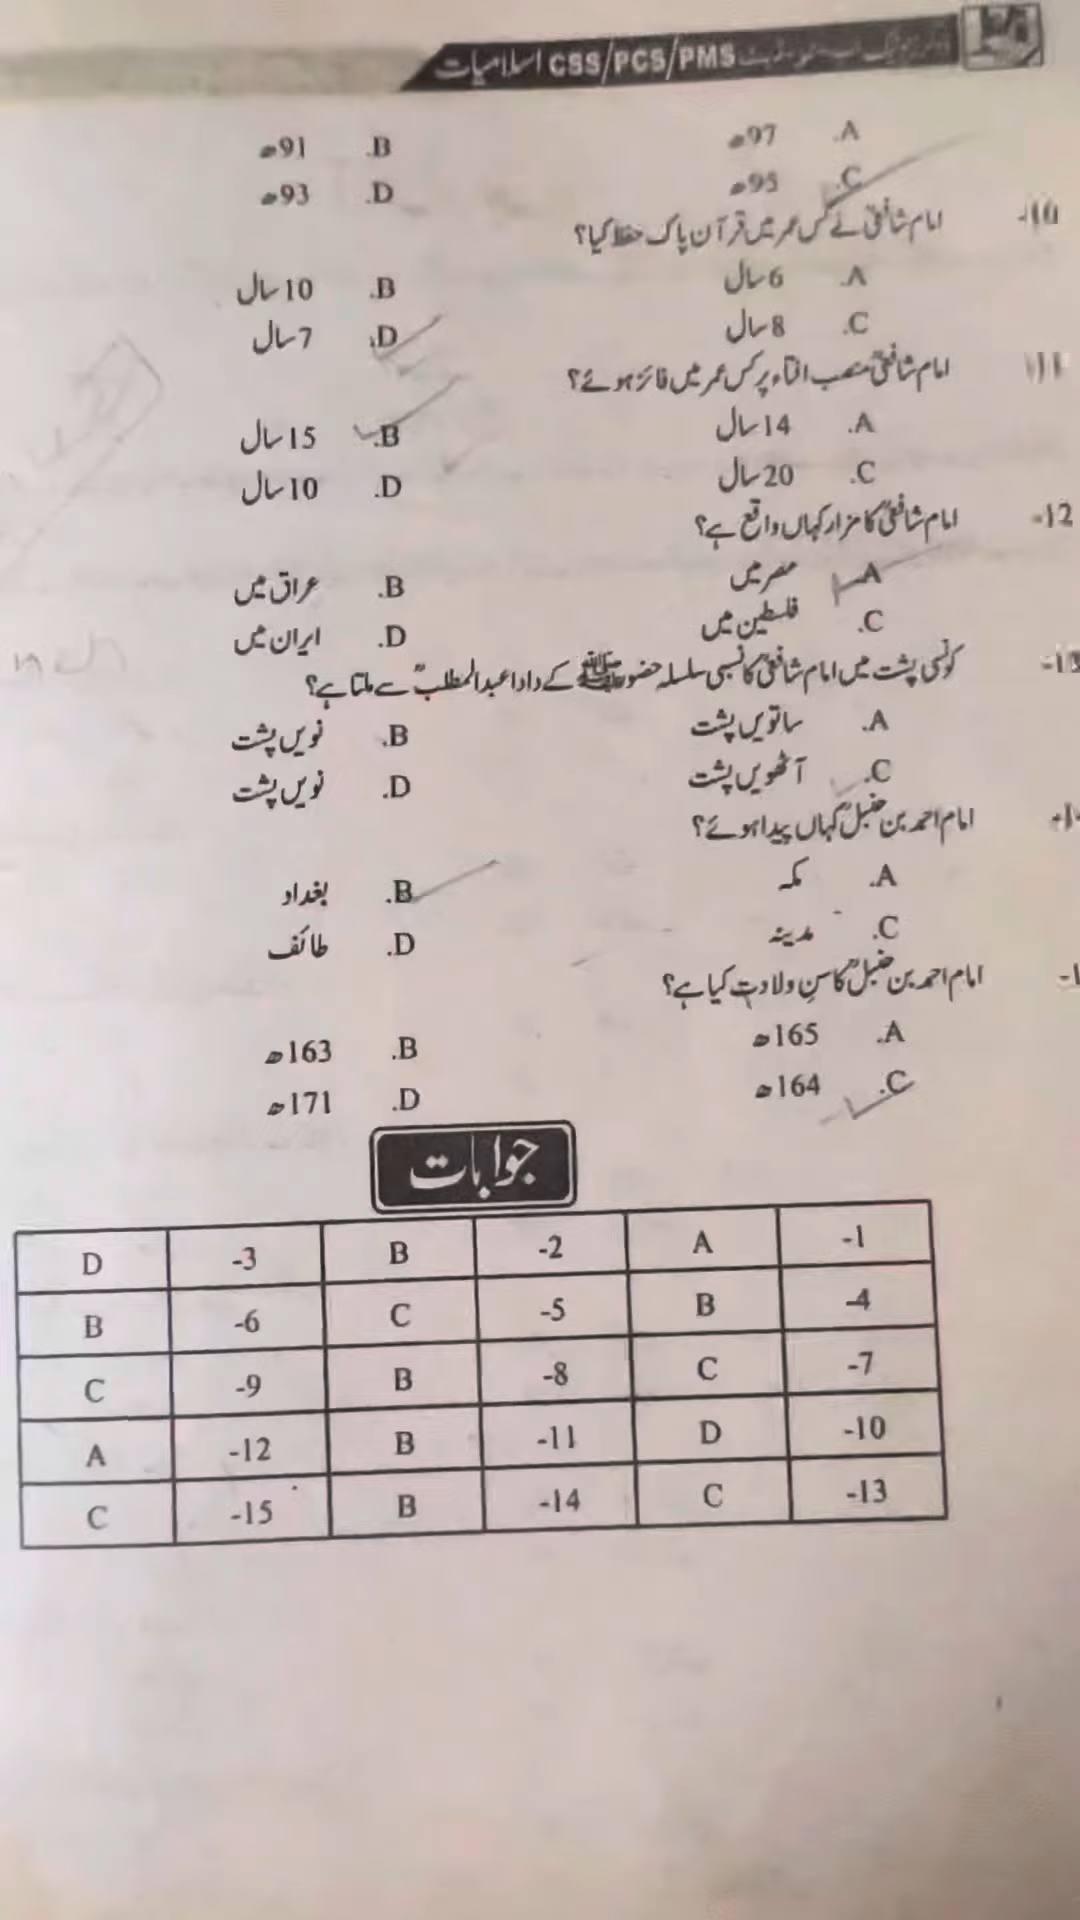 اسلامیات CSS/PCS/PMS
A. 97ھ B. 91ھ
C. 95ھ D. 93ھ
10- امام شافعیؒ نے کس عمر میں قرآن پاک حفظ کیا؟
A. 6 سال B. 10 سال
C. 8 سال D. 7 سال
11 امام شافعیؒ منصب افتاء پر کس عمر میں فائز ہوئے؟
A. 14 سال B. 15 سال
C. 20 سال D. 10 سال
12- امام شافعیؒ کا مزار کہاں واقع ہے؟
A. مصر میں B. عراق میں
C. فلسطین میں D. ایران میں
13- کونسی پشت میں امام شافعیؒ کا نسبی سلسلہ حضور ﷺ کے دادا عبدالمطلبؑ سے ملتا ہے؟
A. ساتویں پشت B. نویں پشت
C. آٹھویں پشت D. نویں پشت
امام احمد بن حنبلؒ کہاں پیدا ہوئے؟
A. مکہ B. بغداد
C. مدینہ D. طائف
امام احمد بن حنبلؒ کا سنِ ولادت کیا ہے؟
A. 165ھ B. 163ھ
C. 164ھ D. 171ھ
جوابات
-1 A -2 B -3 D
-4 B -5 C -6 B
-7 C -8 B -9 C
-10 D -11 B -12 A
-13 C -14 B -15 C